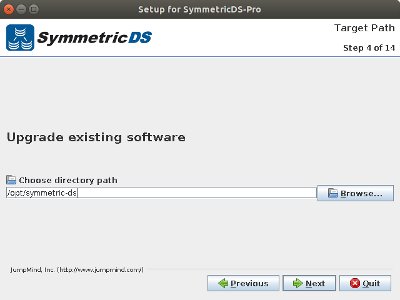 Setup for SymmetricDS-Pro
SymmetricDS
Target Path
Step 4 of 14
Upgrade existing software
Choose directory path
/opt/symmetric-ds
Browse...
JumpMind, Inc. (http://www.jumpmind.com/)
Previous
Next
Quit